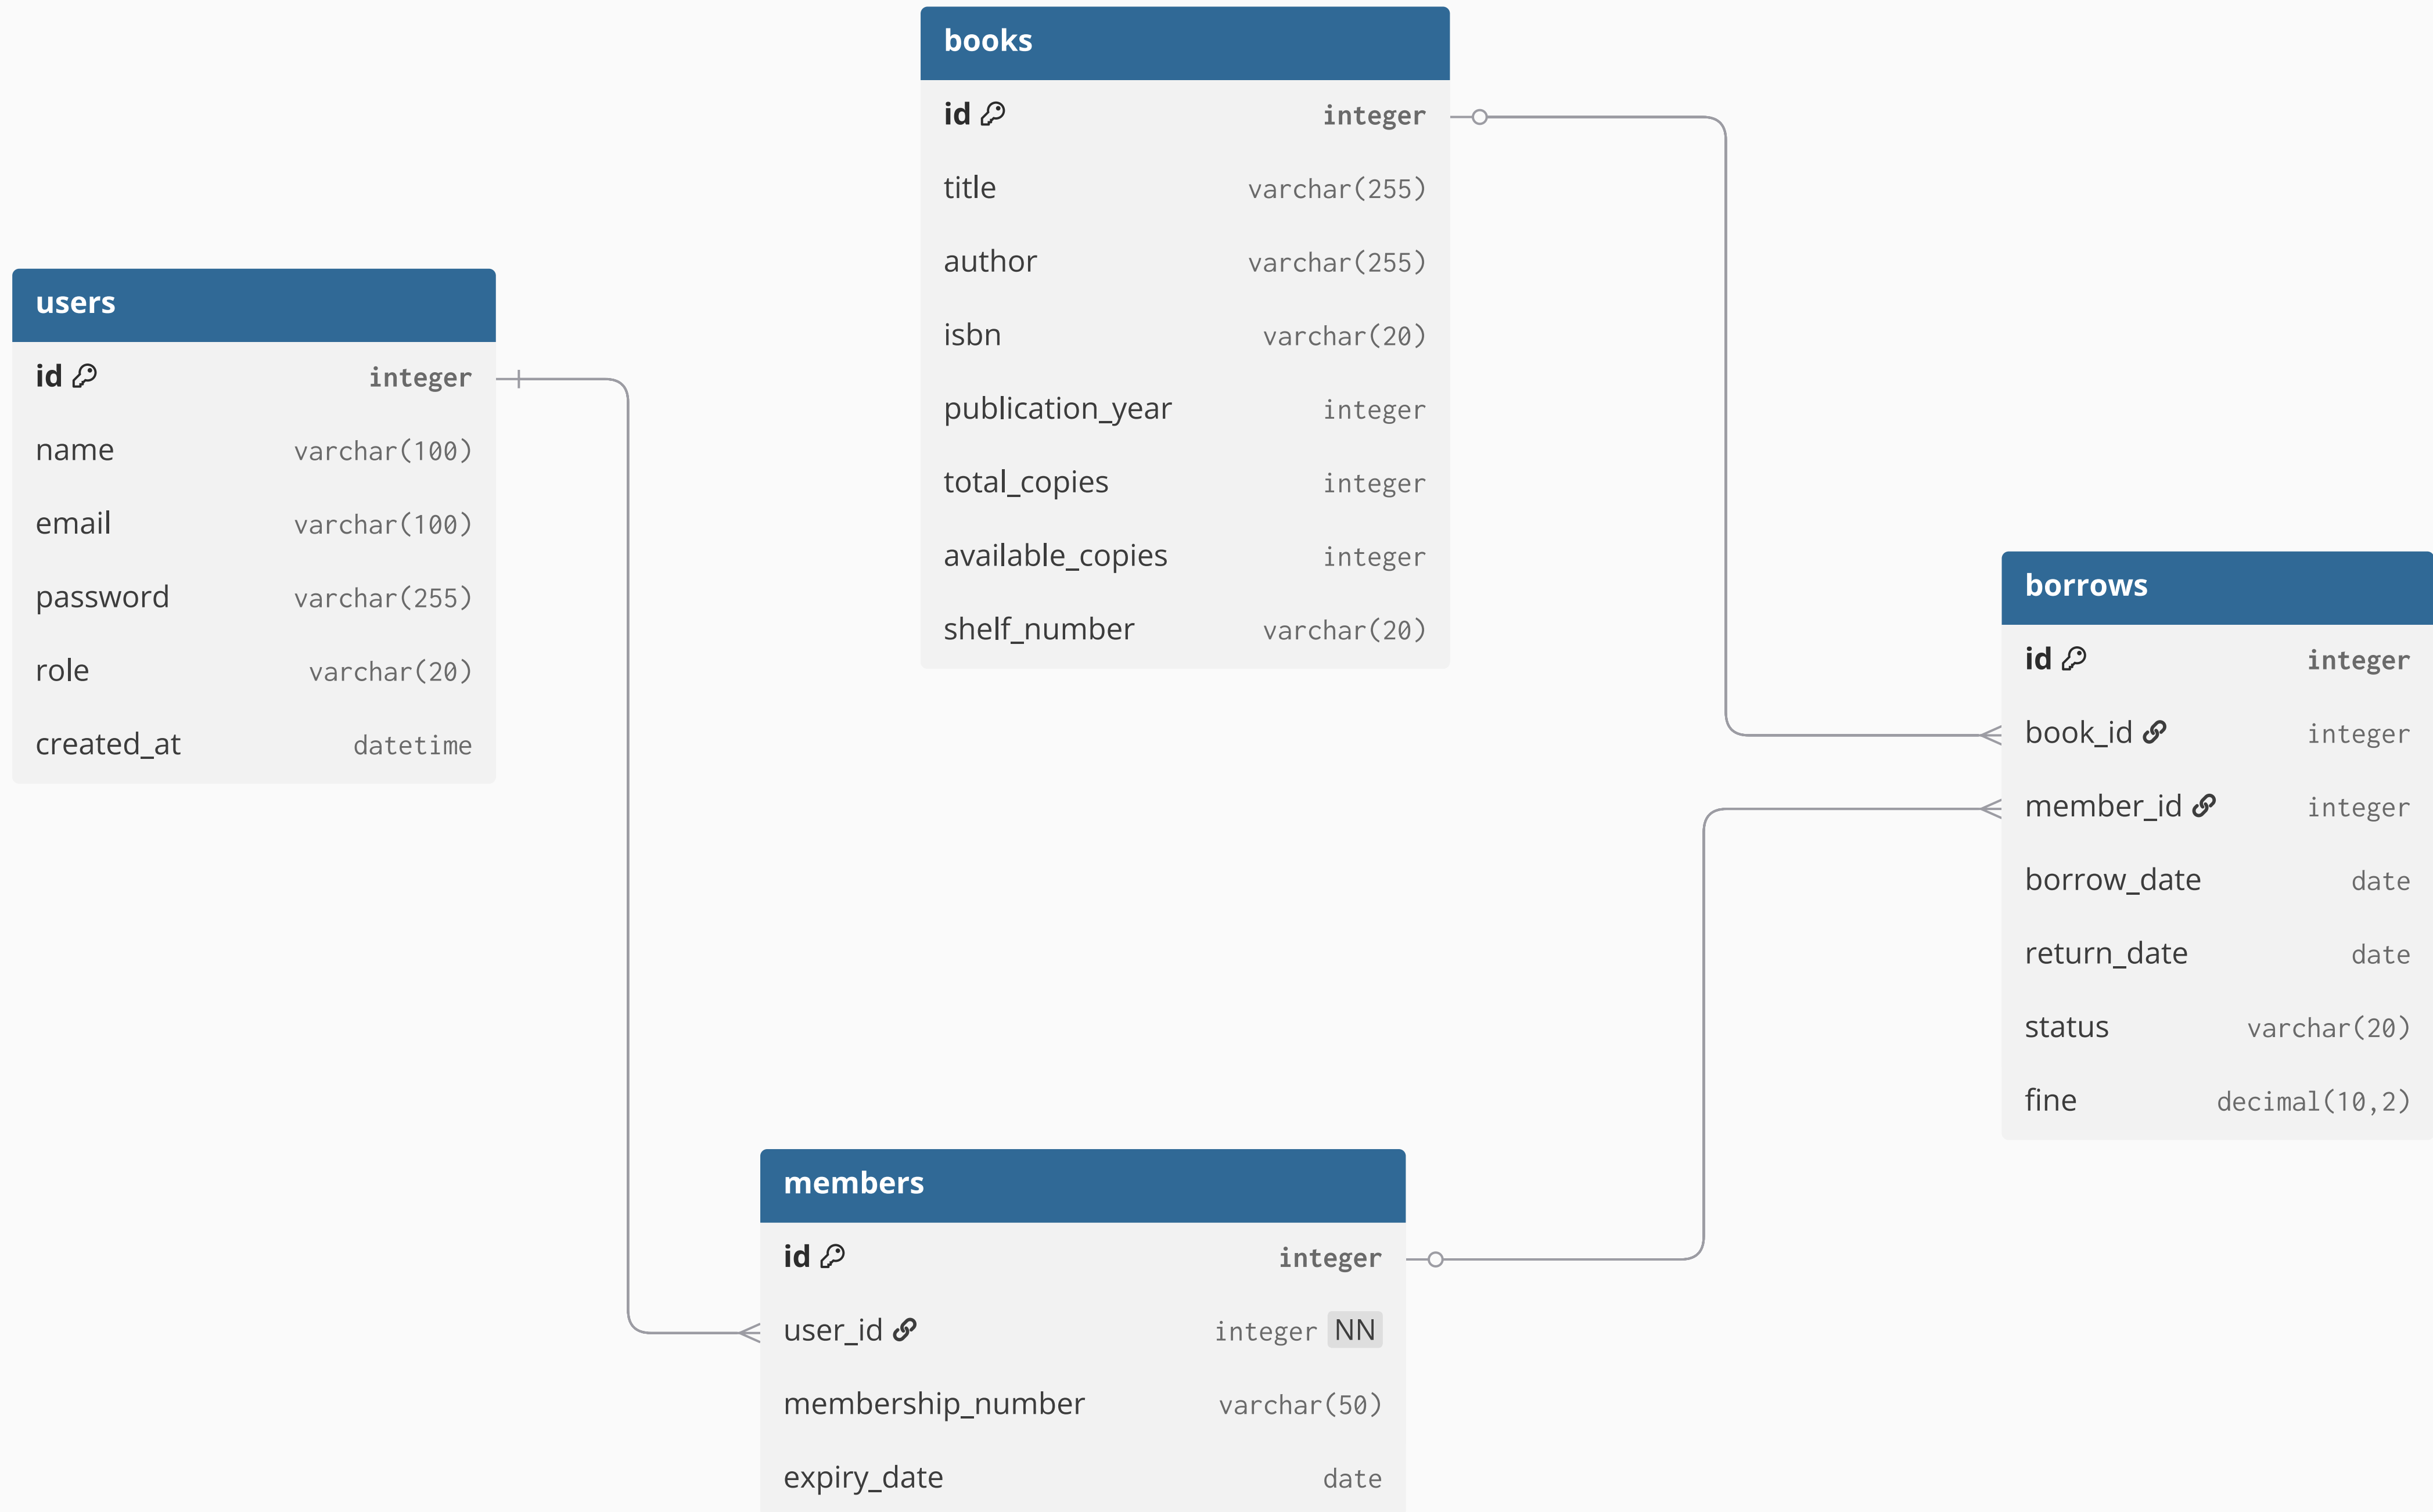 books
id integer
title varchar(255)
author varchar(255)
isbn varchar(20)
publication_year integer
total_copies integer
available_copies integer
shelf_number varchar(20)
users
id integer
name varchar(100)
email varchar(100)
password varchar(255)
role varchar(20)
created_at datetime
borrows
id integer
book_id integer
member_id integer
borrow_date date
return_date date
status varchar(20)
fine decimal(10,2)
members
id integer
user_id integer NN
membership_number varchar(50)
expiry_date date